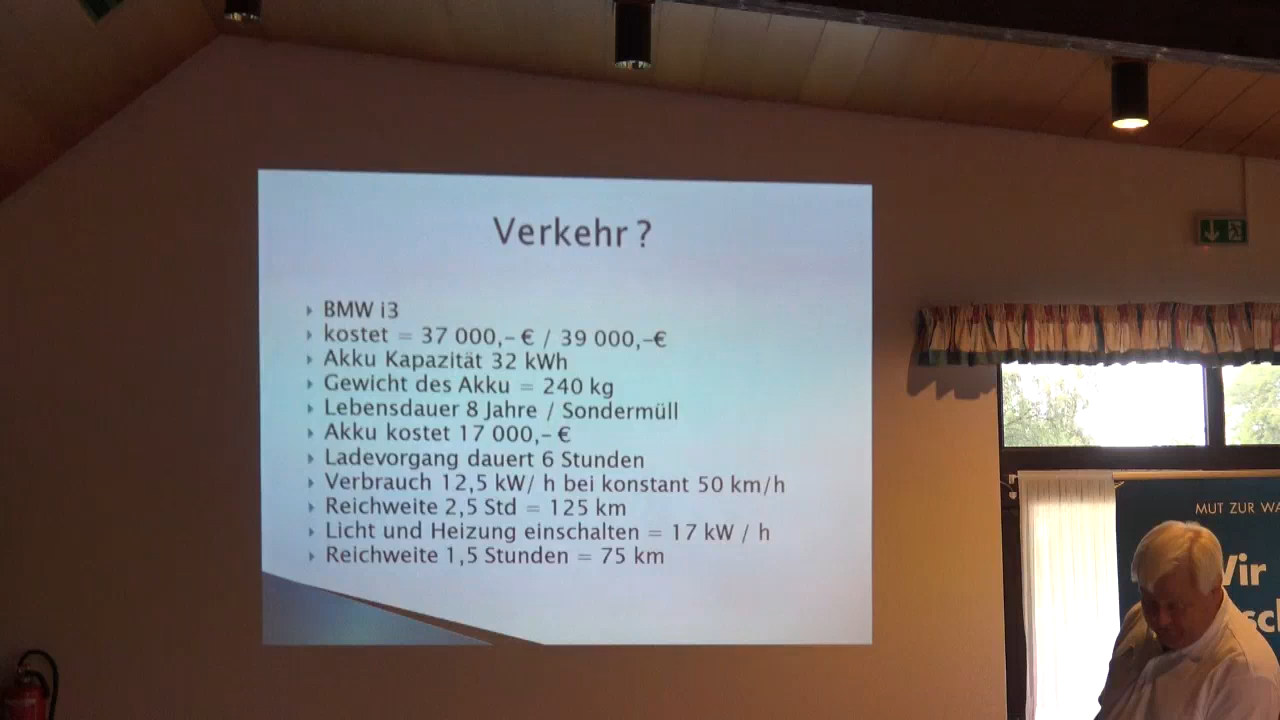 Verkehr ?
BMW i3
kostet = 37 000,- € / 39 000,-€
Akku Kapazität 32 kWh
Gewicht des Akku = 240 kg
Lebensdauer 8 Jahre / Sondermüll
Akku kostet 17 000,- €
Ladevorgang dauert 6 Stunden
Verbrauch 12,5 kW/ h bei konstant 50 km/h
Reichweite 2,5 Std = 125 km
Licht und Heizung einschalten = 17 kW / h
Reichweite 1,5 Stunden = 75 km
MUT ZUR WA
Wir